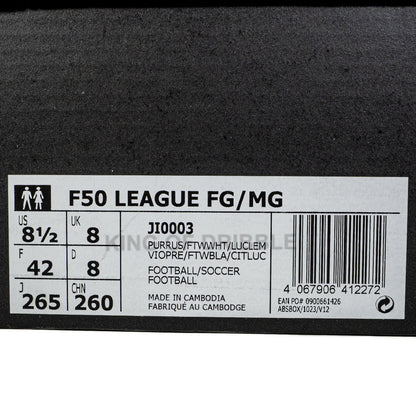 F50 LEAGUE FG/MG
US UK
8½ 8
F D
42 8
J CHN
265 260
JI0003
KING OF DRIBBLE
PURRUS/FTWWHT/LUCLEM
VIOPRE/FTWBLA/CITLUC
FOOTBALL/SOCCER
FOOTBALL
MADE IN CAMBODIA
FABRIQUÉ AU CAMBODGE
4 067906 412272
EAN PO# 0900661426
ABSBOX/1023/V12